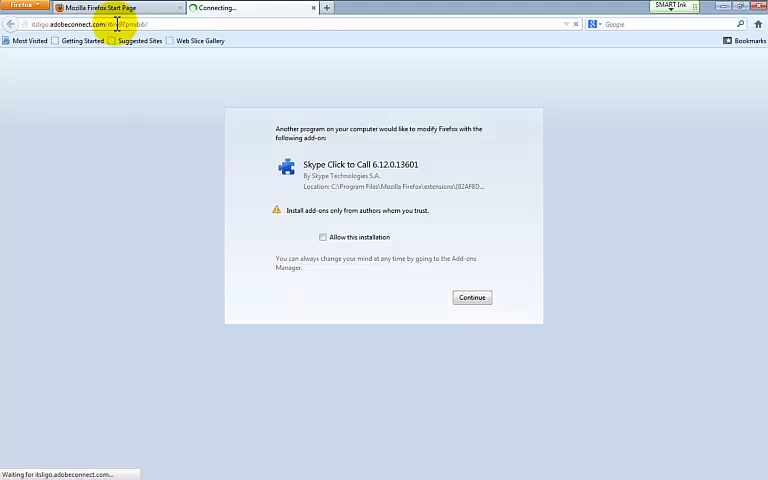 Firefox
Mozilla Firefox Start Page
Connecting...
SMART Ink
itsligo.adobeconnect.com
Google
Most Visited
Getting Started
Suggested Sites
Web Slice Gallery
Bookmarks
Another program on your computer would like to modify Firefox with the
following add-on:
Skype Click to Call 6.12.0.13601
By Skype Technologies S.A.
Location: C:\Program Files\Mozilla Firefox\extensions\{82AF8D...
Install add-ons only from authors whom you trust.
Allow this installation
You can always change your mind at any time by going to the Add-ons
Manager.
Continue
Waiting for itsligo.adobeconnect.com...